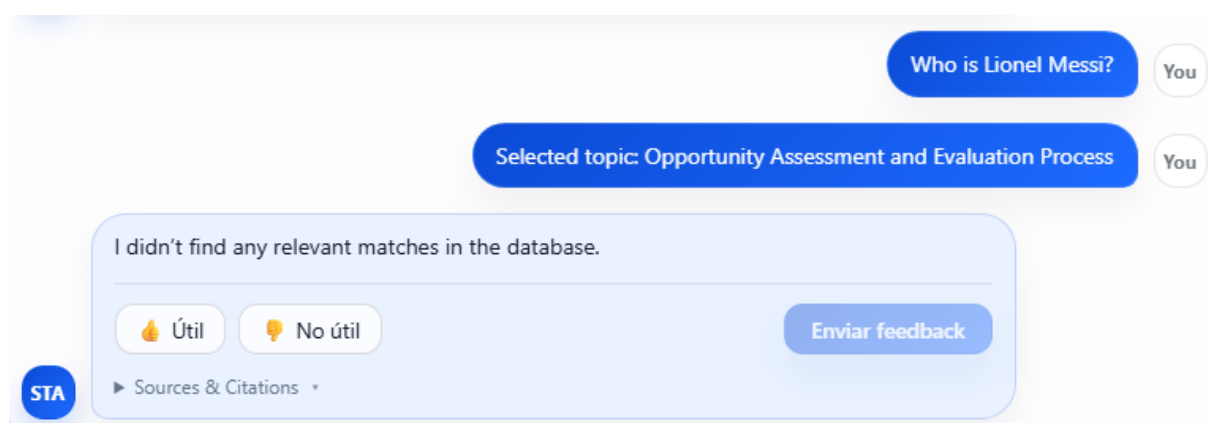 Who is Lionel Messi?
You
Selected topic: Opportunity Assessment and Evaluation Process
You
I didn’t find any relevant matches in the database.
👍 Útil 👎 No útil Enviar feedback
▶ Sources & Citations ▾
STA